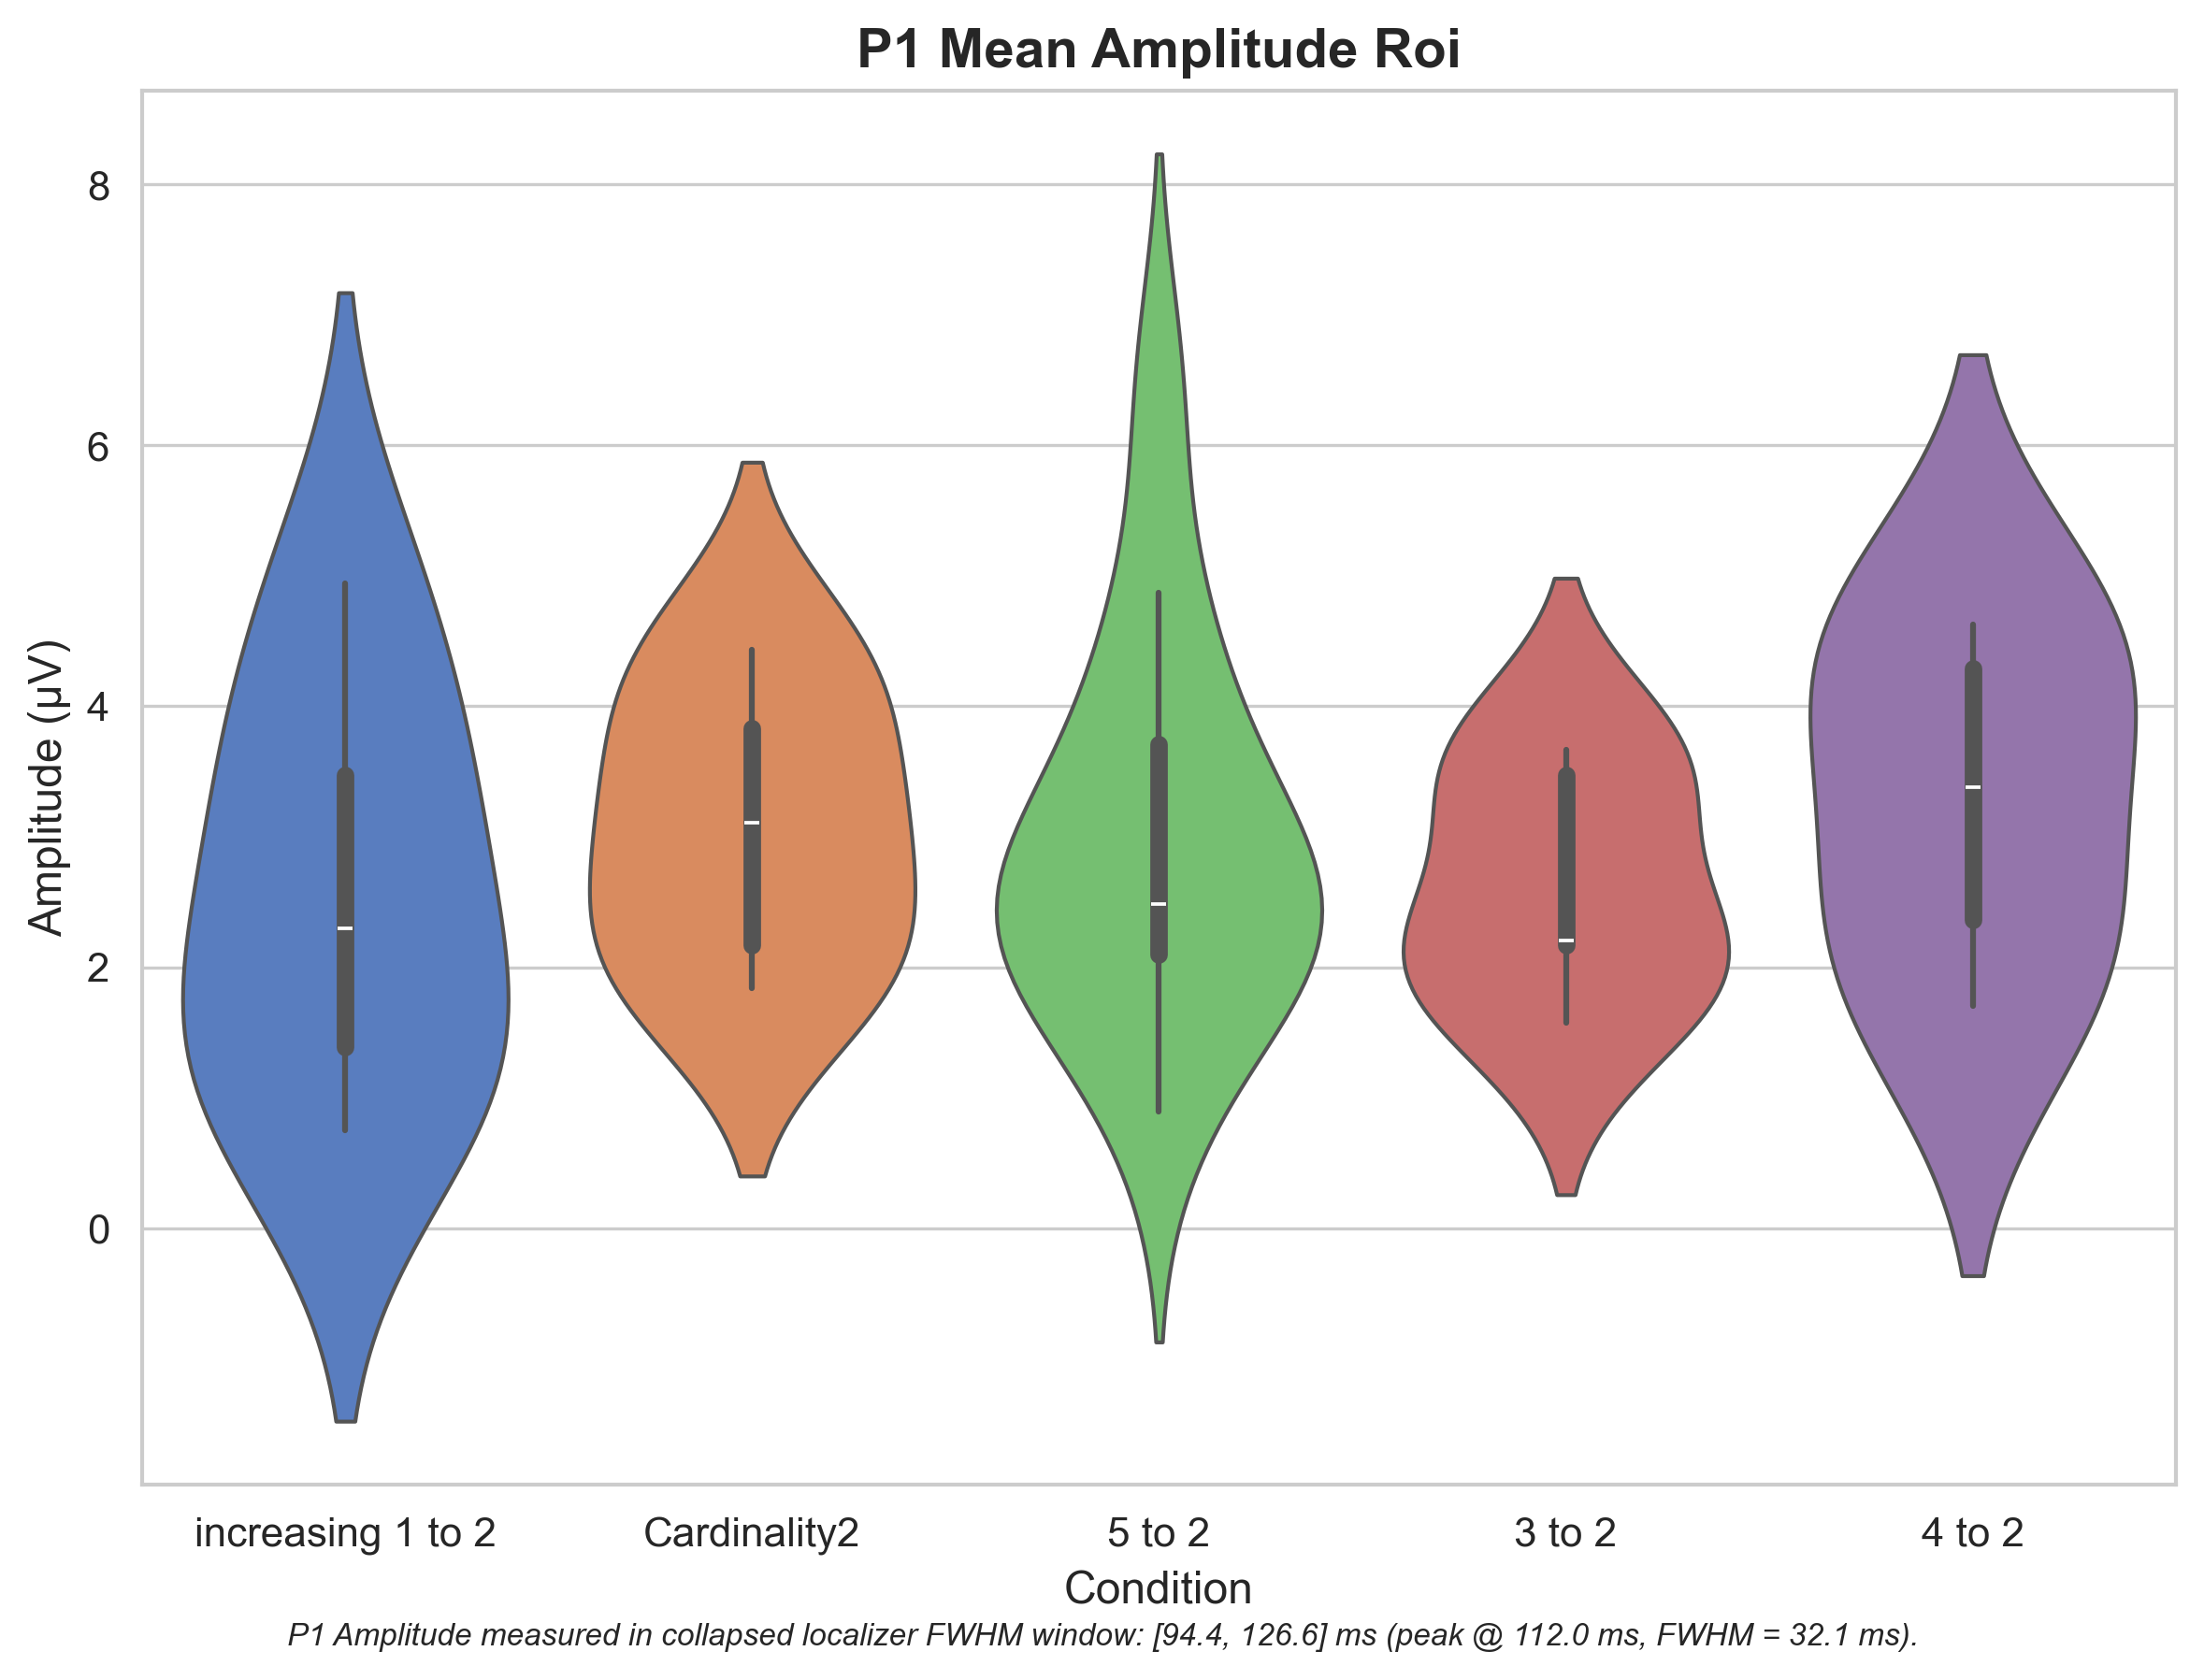 P1 Mean Amplitude Roi
Amplitude (µV)
8
6
4
2
0
increasing 1 to 2
Cardinality2
5 to 2
3 to 2
4 to 2
Condition
P1 Amplitude measured in collapsed localizer FWHM window: [94.4, 126.6] ms (peak @ 112.0 ms, FWHM = 32.1 ms).